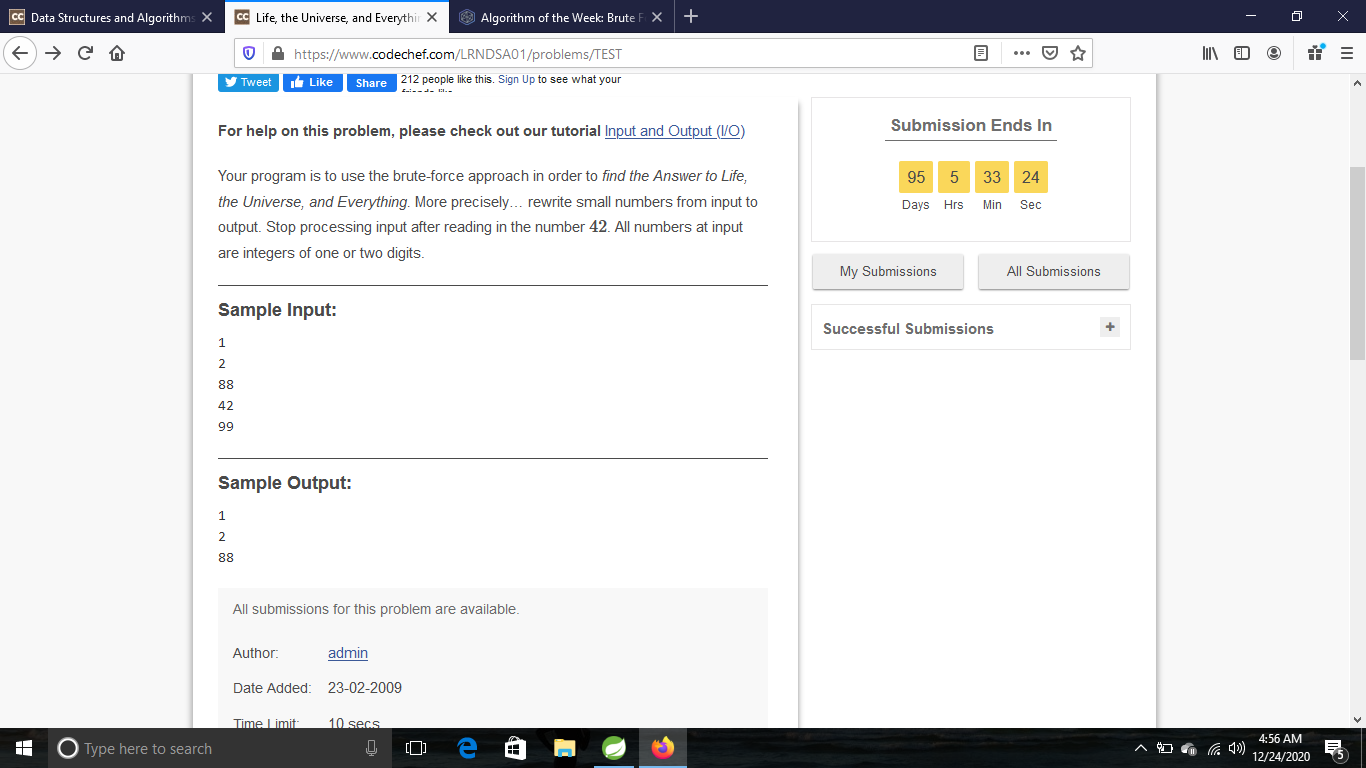 Data Structures and Algorithms
Life, the Universe, and Everythin
Algorithm of the Week: Brute F
https://www.codechef.com/LRNDSA01/problems/TEST
Tweet
Like
Share
212 people like this. Sign Up to see what your
friends like.
For help on this problem, please check out our tutorial Input and Output (I/O)
Your program is to use the brute-force approach in order to find the Answer to Life,
the Universe, and Everything. More precisely... rewrite small numbers from input to
output. Stop processing input after reading in the number 42. All numbers at input
are integers of one or two digits.
Sample Input:
1
2
88
42
99
Sample Output:
1
2
88
All submissions for this problem are available.
Author: admin
Date Added: 23-02-2009
Time Limit: 10 secs
Submission Ends In
95 5 33 24
Days Hrs Min Sec
My Submissions
All Submissions
Successful Submissions
Type here to search
4:56 AM
12/24/2020
5